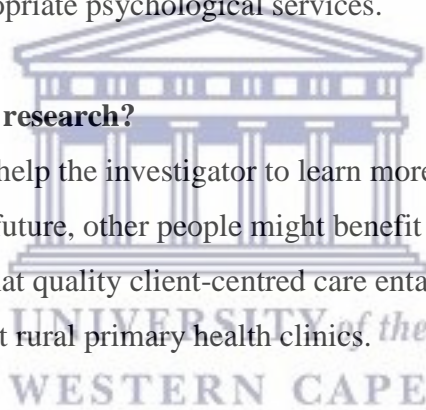 opriate psychological services.
research?
help the investigator to learn more
future, other people might benefit
at quality client-centred care enta
t rural primary health clinics.
UNIVERSITY of the
WESTERN CAPE